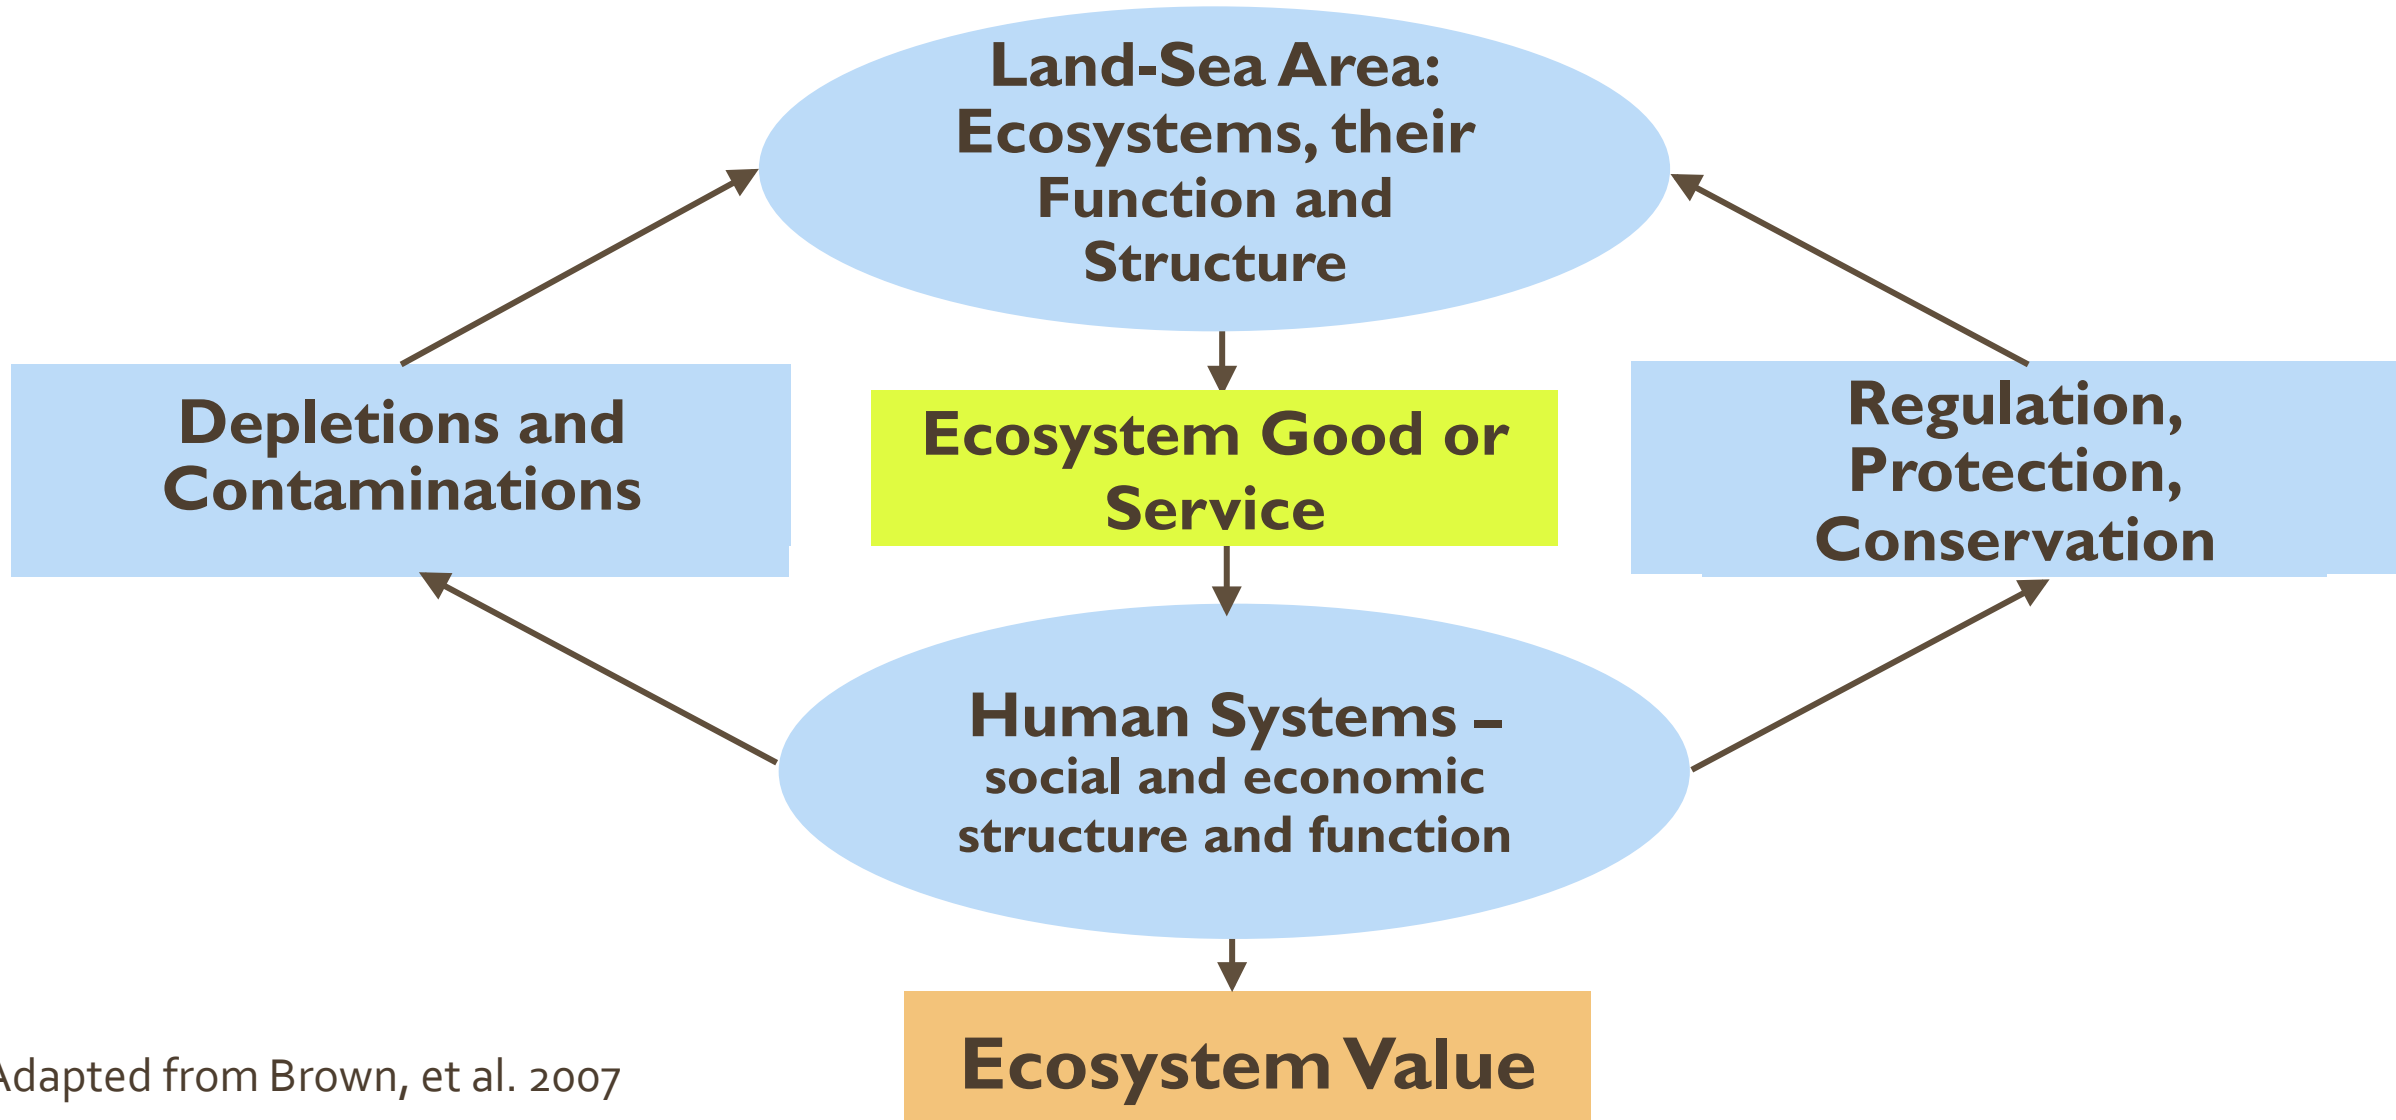 Land-Sea Area:
Ecosystems, their
Function and
Structure
Depletions and
Contaminations
Ecosystem Good or
Service
Regulation,
Protection,
Conservation
Human Systems –
social and economic
structure and function
Ecosystem Value
Adapted from Brown, et al. 2007